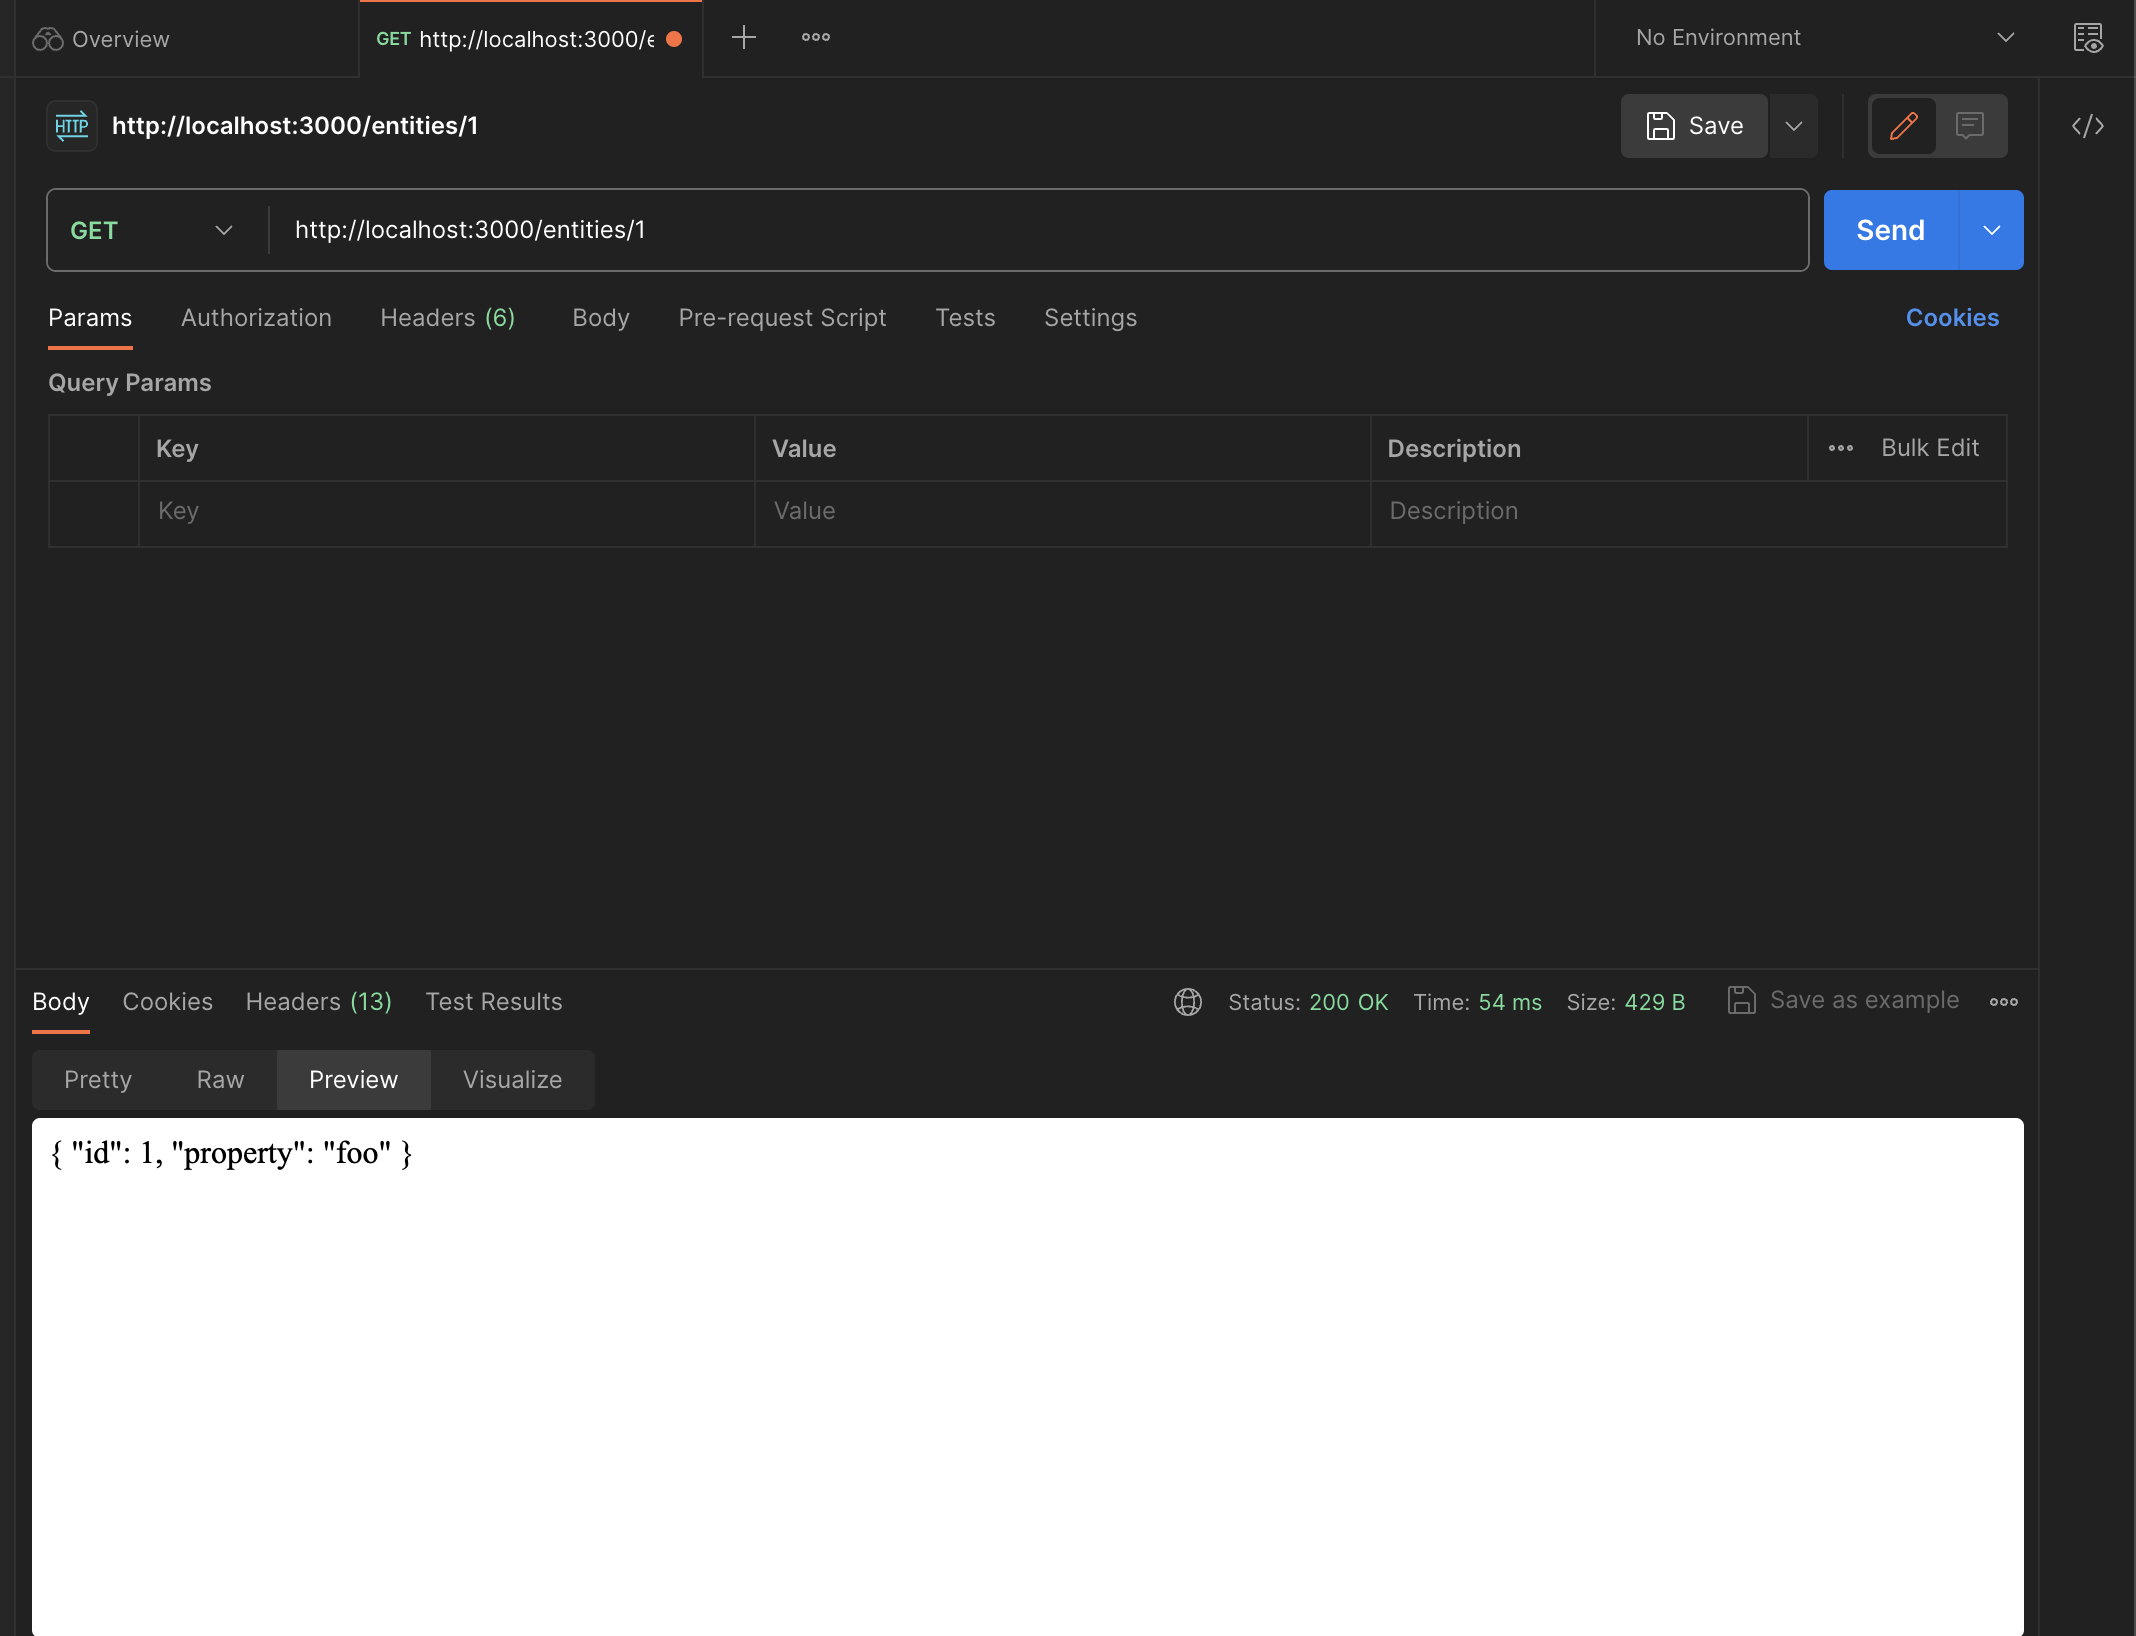 Overview
GET http://localhost:3000/e
No Environment
HTTP
http://localhost:3000/entities/1
Save
GET
http://localhost:3000/entities/1
Send
Params Authorization Headers (6) Body Pre-request Script Tests Settings Cookies
Query Params
Key Value Description Bulk Edit
Key Value Description
Body Cookies Headers (13) Test Results Status: 200 OK Time: 54 ms Size: 429 B Save as example
Pretty Raw Preview Visualize
{ "id": 1, "property": "foo" }